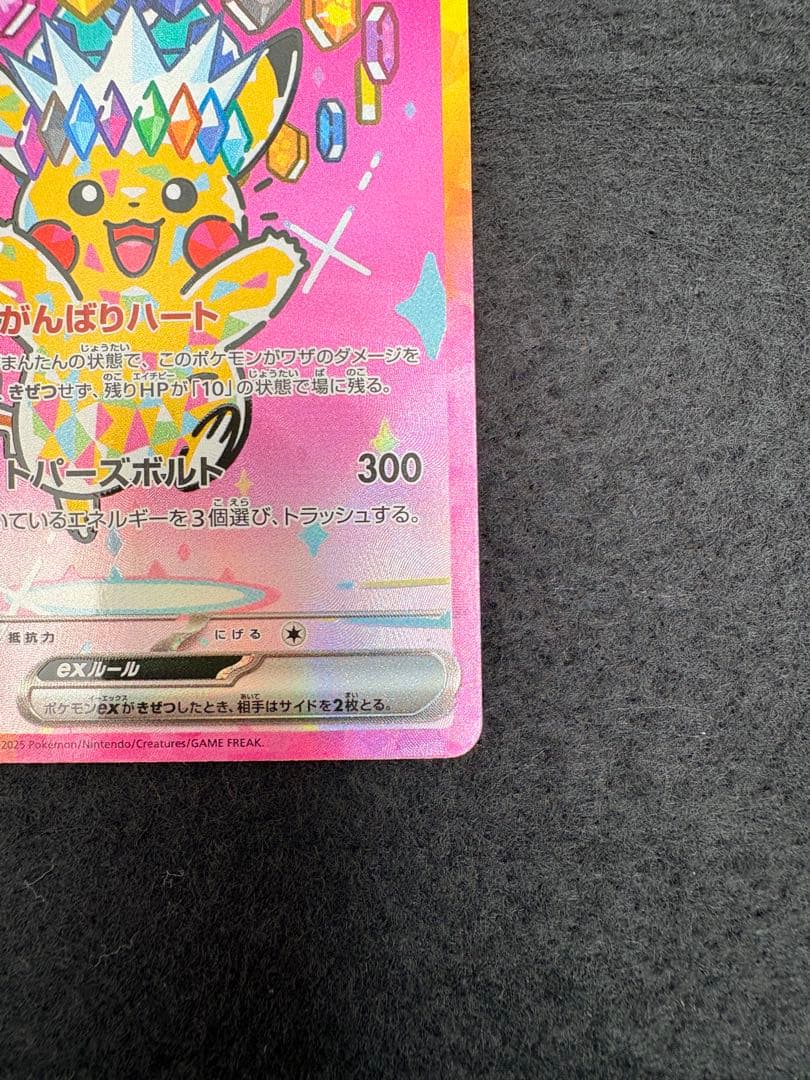 がんばりハート
まんたんの状態で、このポケモンがワザのダメージを
、きぜつせず、残りHPが「10」の状態で場に残る。
トパーズボルト 300
いているエネルギーを3個選び、トラッシュする。
抵抗力 にげる
exルール
ポケモンexがきぜつしたとき、相手はサイドを2枚とる。
2025 Pokémon/Nintendo/Creatures/GAME FREAK.